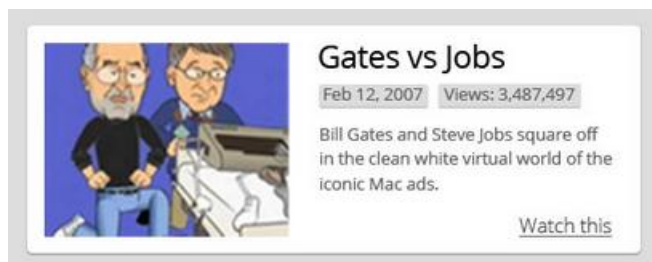 Gates vs Jobs
Feb 12, 2007 Views: 3,487,497
Bill Gates and Steve Jobs square off
in the clean white virtual world of the
iconic Mac ads.
Watch this